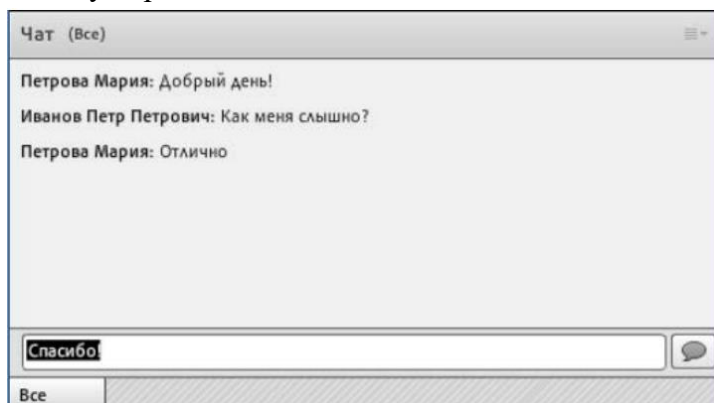 Чат (Все)
Петрова Мария: Добрый день!
Иванов Петр Петрович: Как меня слышно?
Петрова Мария: Отлично
Спасибо!
Все